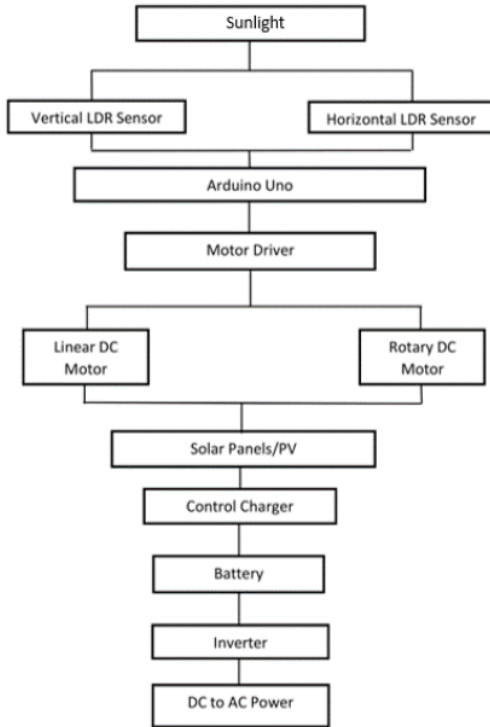 Sunlight
Vertical LDR Sensor
Horizontal LDR Sensor
Arduino Uno
Motor Driver
Linear DC
Motor
Rotary DC
Motor
Solar Panels/PV
Control Charger
Battery
Inverter
DC to AC Power